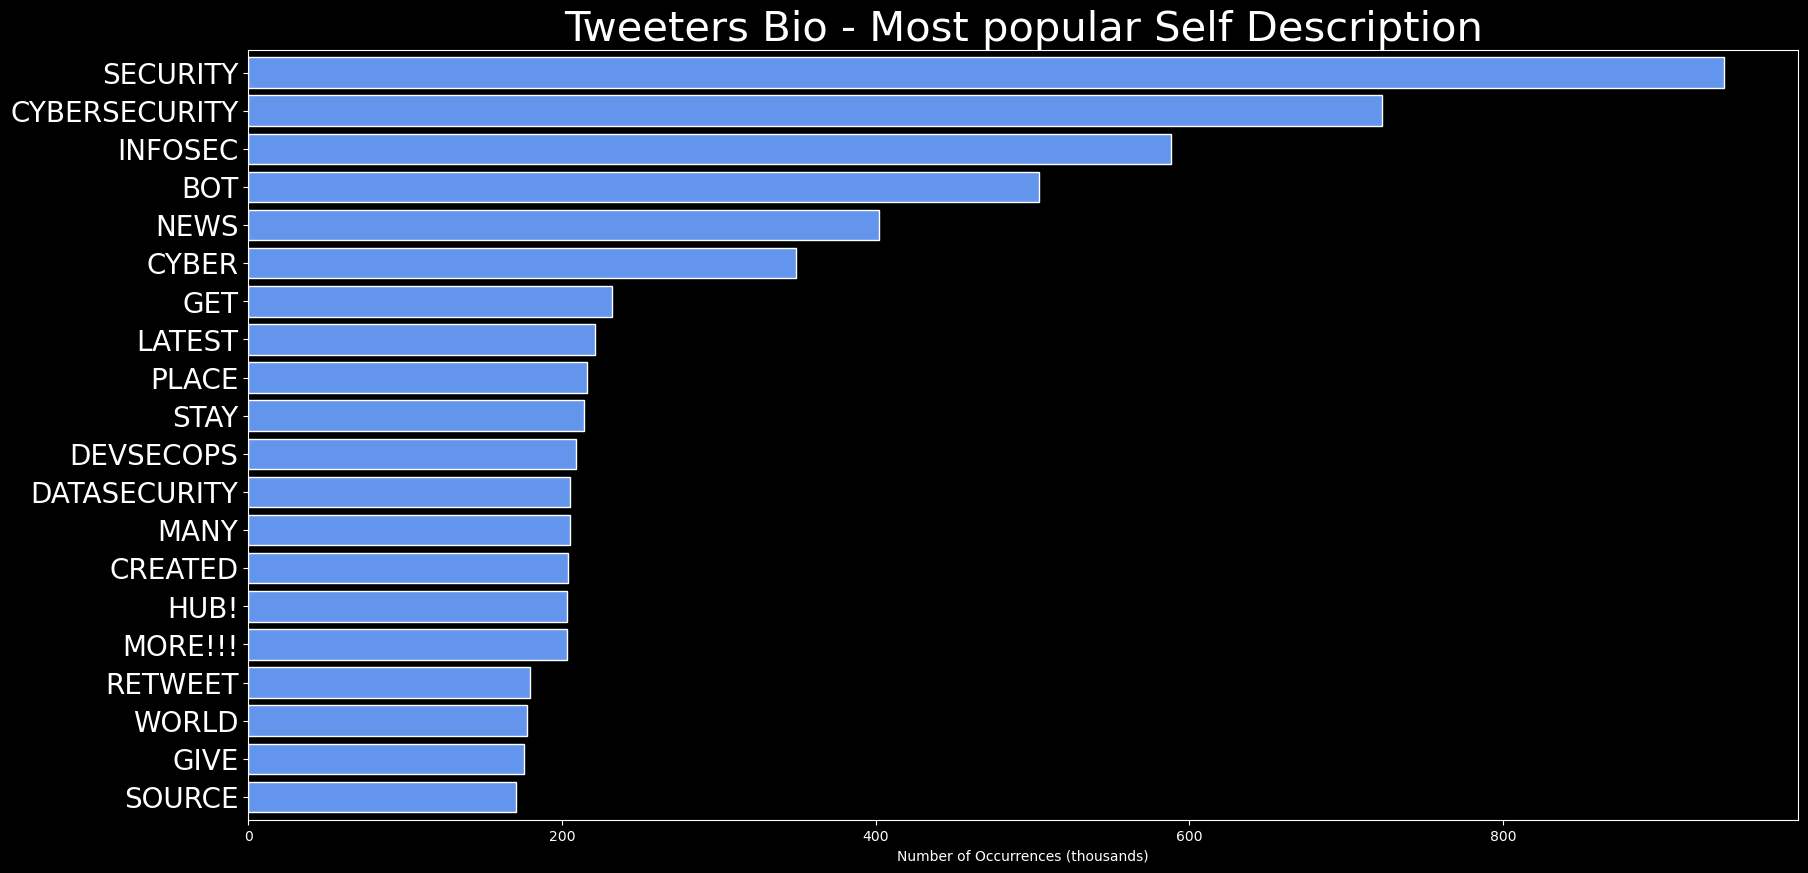 Tweeters Bio - Most popular Self Description
SECURITY
CYBERSECURITY
INFOSEC
BOT
NEWS
CYBER
GET
LATEST
PLACE
STAY
DEVSECOPS
DATASECURITY
MANY
CREATED
HUB!
MORE!!!
RETWEET
WORLD
GIVE
SOURCE
0 200 400 600 800
Number of Occurrences (thousands)